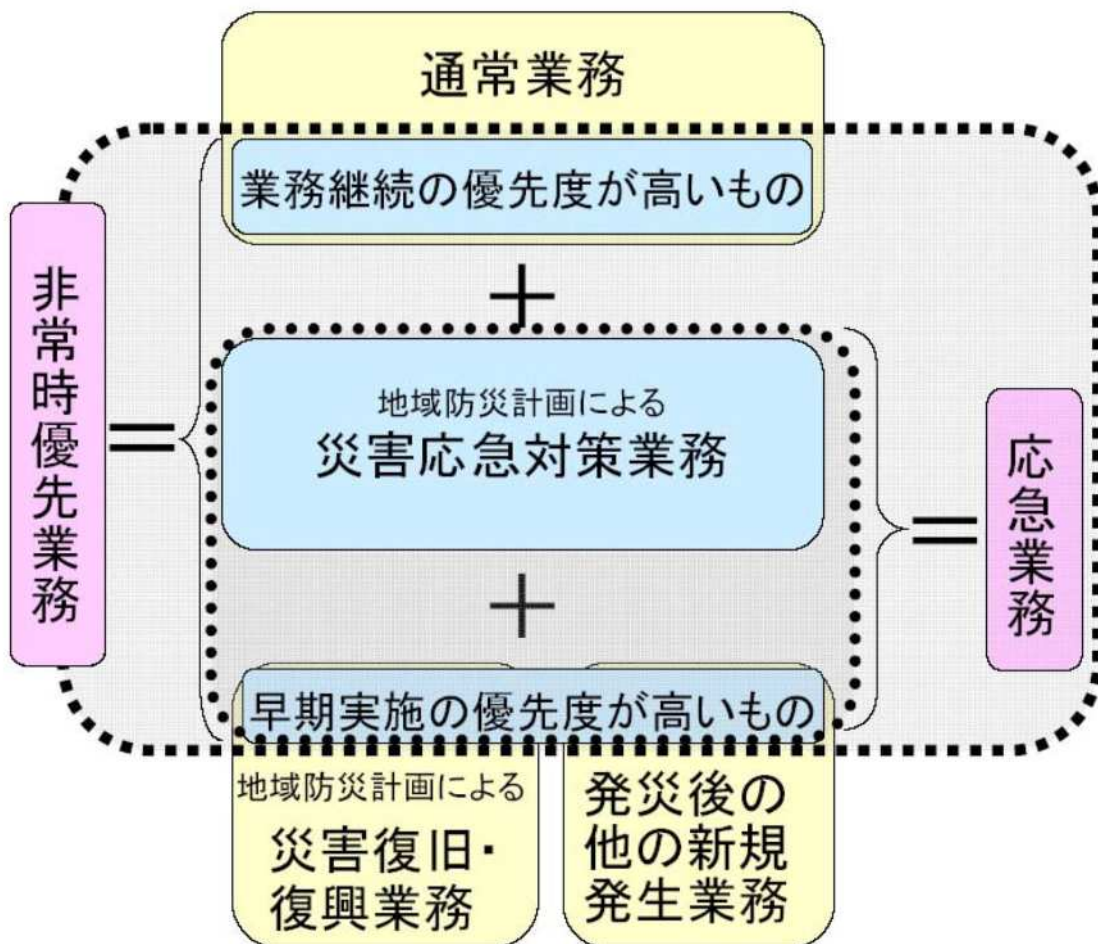 通常業務
業務継続の優先度が高いもの
+
非常時優先業務
=
地域防災計画による
災害応急対策業務
=
応急業務
+
早期実施の優先度が高いもの
地域防災計画による
災害復旧・
復興業務
発災後の
他の新規
発生業務